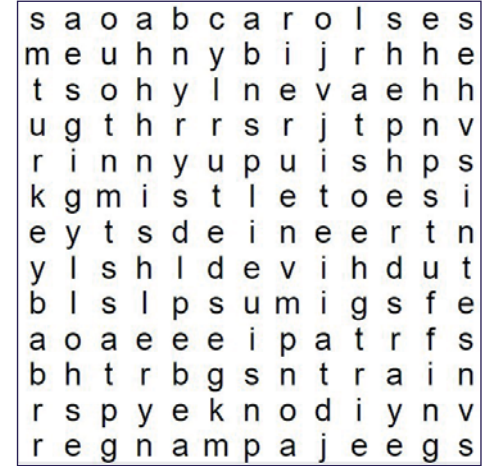 s a o a b c a r o l s e s
m e u h n y b i j r h h e
t s o h y l n e v a e h h
u g t h r r s r j t p n v
r i n n y u p u i s h p s
k g m i s t l e t o e s i
e y t s d e i n e e r t n
y l s h l d e v i h d u t
b l s l p s u m i g s f e
a o a e e e i p a t r f s
b h t r b g s n t r a i n
r s p y e k n o d i y n v
r e g n a m p a j e e g s